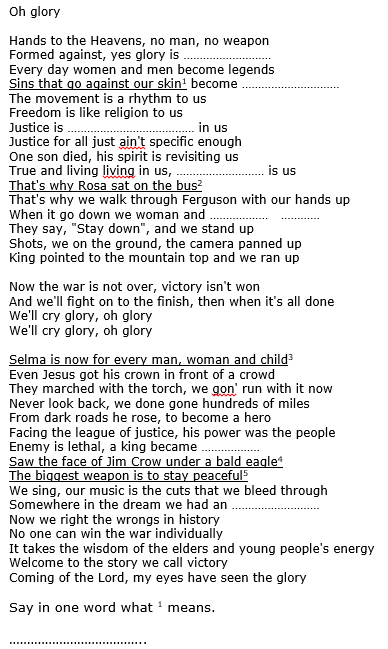 Oh glory
Hands to the Heavens, no man, no weapon
Formed against, yes glory is ………………………
Every day women and men become legends
Sins that go against our skin¹ become …………………………
The movement is a rhythm to us
Freedom is like religion to us
Justice is ………………………………… in us
Justice for all just ain't specific enough
One son died, his spirit is revisiting us
True and living living in us, ……………………… is us
That's why Rosa sat on the bus²
That's why we walk through Ferguson with our hands up
When it go down we woman and ……………… …………
They say, "Stay down", and we stand up
Shots, we on the ground, the camera panned up
King pointed to the mountain top and we ran up
Now the war is not over, victory isn't won
And we'll fight on to the finish, then when it's all done
We'll cry glory, oh glory
We'll cry glory, oh glory
Selma is now for every man, woman and child³
Even Jesus got his crown in front of a crowd
They marched with the torch, we gon' run with it now
Never look back, we done gone hundreds of miles
From dark roads he rose, to become a hero
Facing the league of justice, his power was the people
Enemy is lethal, a king became ………………
Saw the face of Jim Crow under a bald eagle⁴
The biggest weapon is to stay peaceful⁵
We sing, our music is the cuts that we bleed through
Somewhere in the dream we had an ………………………
Now we right the wrongs in history
No one can win the war individually
It takes the wisdom of the elders and young people's energy
Welcome to the story we call victory
Coming of the Lord, my eyes have seen the glory
Say in one word what ¹ means.
………………………………..